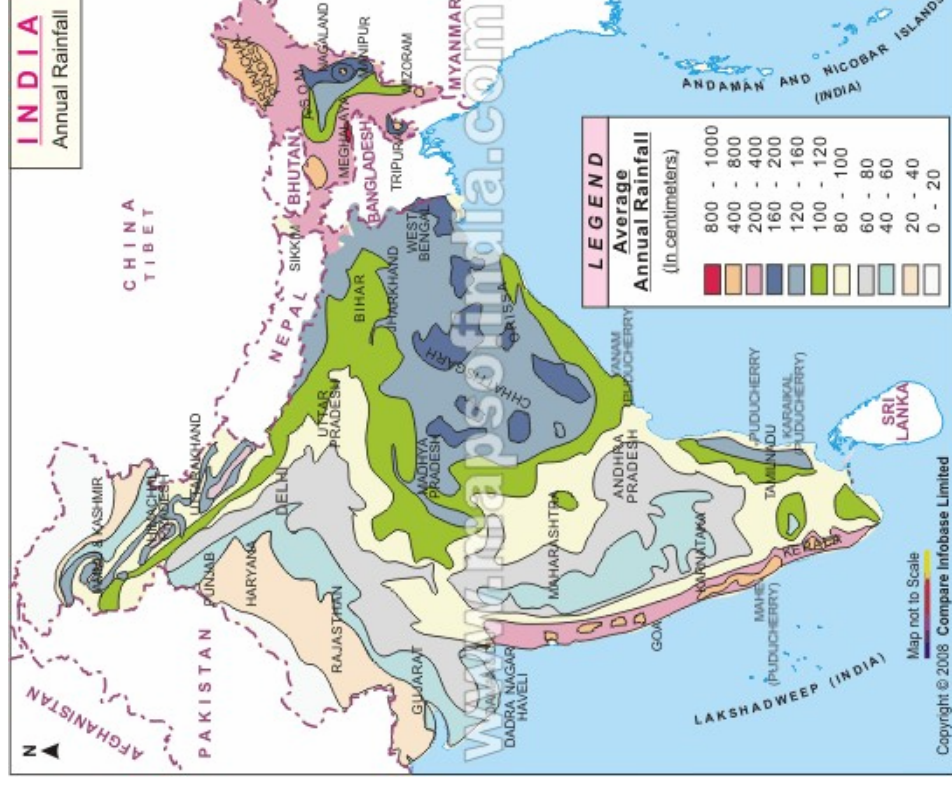 INDIA
Annual Rainfall
N
AFGHANISTAN
PAKISTAN
CHINA
TIBET
NEPAL
BHUTAN
BANGLADESH
MYANMAR
SRI
LANKA
& KASHMIR
UTTARAKHAND
PUNJAB
HARYANA
DELHI
RAJASTHAN
UTTAR
PRADESH
BIHAR
SIKKIM
ARUNACHAL
PRADESH
NAGALAND
MANIPUR
MIZORAM
TRIPURA
MEGHALAYA
WEST
BENGAL
JHARKHAND
ORISSA
CHHATTISGARH
MADHYA
PRADESH
GUJARAT
DADRA NAGAR
HAVELI
MAHARASHTRA
ANDHRA
PRADESH
YANAM
(PUDUCHERRY)
GOA
KARNATAKA
PUDUCHERRY
KARAIKAL
(PUDUCHERRY)
TAMILNADU
KERALA
MAHE
(PUDUCHERRY)
LAKSHADWEEP (INDIA)
ANDAMAN AND NICOBAR ISLANDS
(INDIA)
www.mapsofindia.com
LEGEND
Average
Annual Rainfall
(In centimeters)
800 - 1000
400 - 800
200 - 400
160 - 200
120 - 160
100 - 120
80 - 100
60 - 80
40 - 60
20 - 40
0 - 20
Map not to Scale
Copyright © 2008 Compare Infobase Limited